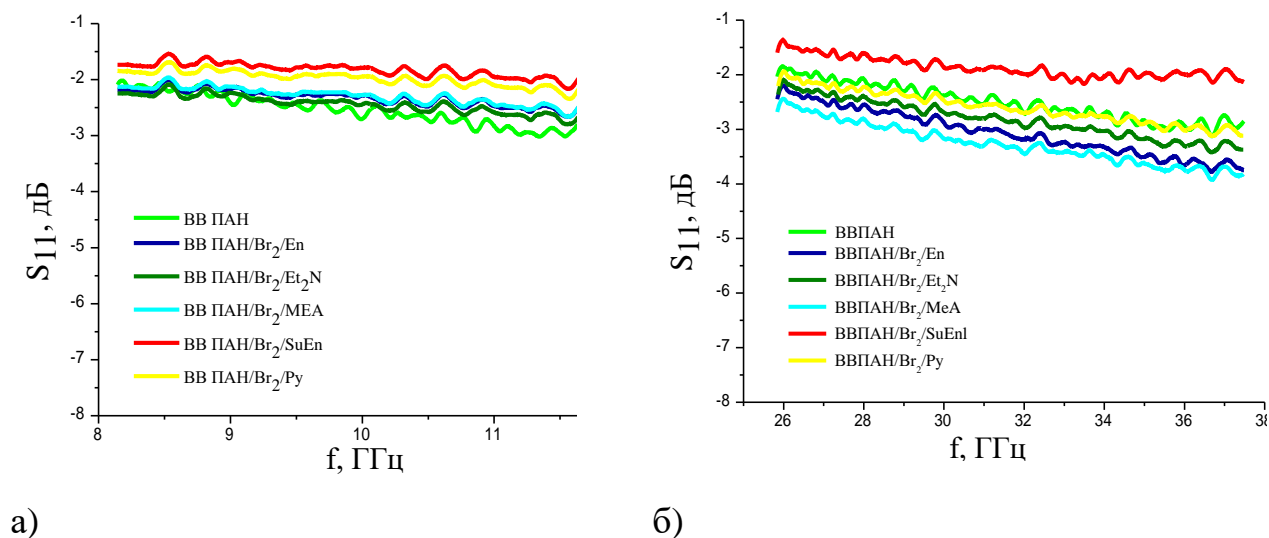 -1
-2
-3
-4
-5
-6
-7
-8
S11, дБ
ВВ ПАН
ВВ ПАН/Br2/En
ВВ ПАН/Br2/Et2N
ВВ ПАН/Br2/MEA
ВВ ПАН/Br2/SuEn
ВВ ПАН/Br2/Py
8 9 10 11
f, ГГц
а)
-1
-2
-3
-4
-5
-6
-7
-8
S11, дБ
ВВПАН
ВВПАН/Br2/En
ВВПАН/Br2/Et2N
ВВПАН/Br2/MeA
ВВПАН/Br2/SuEnl
ВВПАН/Br2/Py
26 28 30 32 34 36 38
f, ГГц
б)